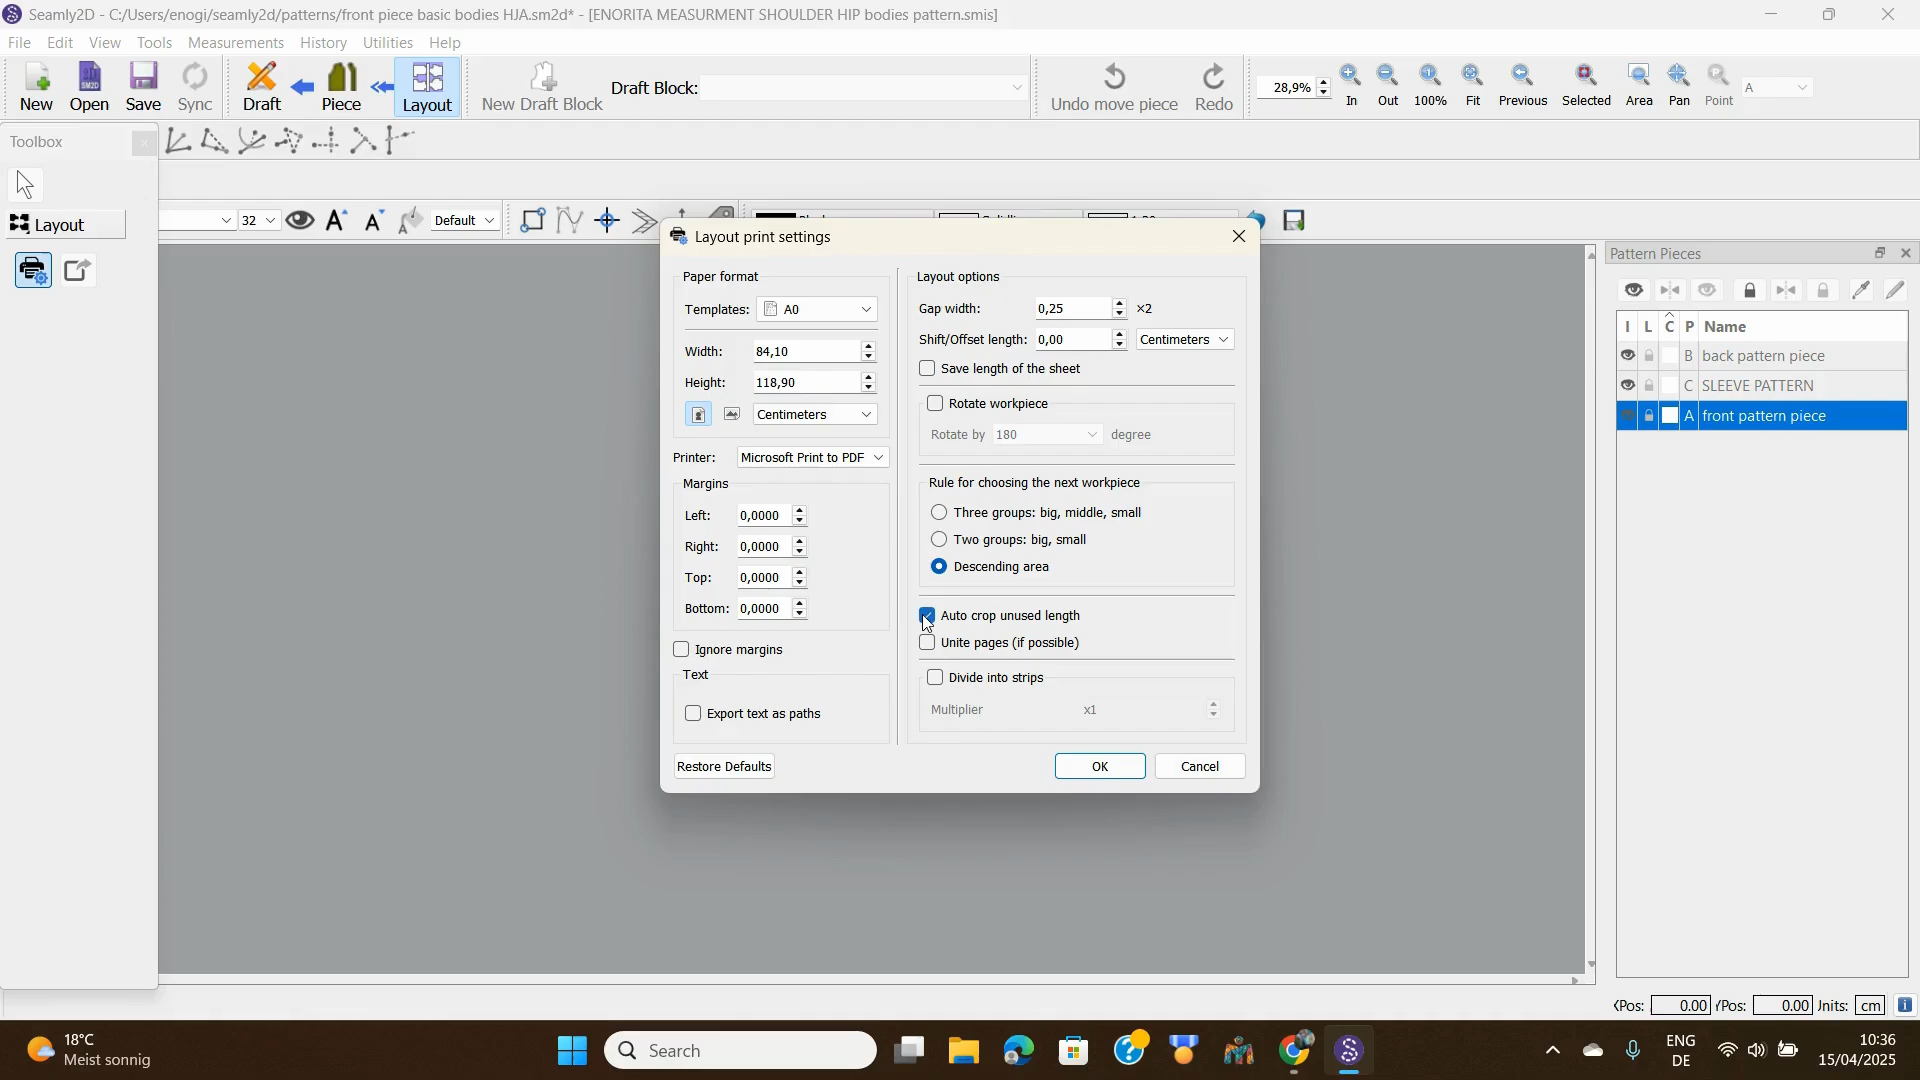 Seamly2D - C:/Users/enogi/seamly2d/patterns/front piece basic bodies HJA.sm2d* - [ENORITA MEASURMENT SHOULDER HIP bodies pattern.smis]
File Edit View Tools Measurements History Utilities Help
New Open Save Sync Draft Piece Layout New Draft Block Draft Block: Undo move piece Redo 28,9% In Out 100% Fit Previous Selected Area Pan Point A
Toolbox
32 Default
Layout
Layout print settings
Paper format
Templates: A0
Width: 84,10
Height: 118,90
Centimeters
Printer: Microsoft Print to PDF
Margins
Left: 0,0000
Right: 0,0000
Top: 0,0000
Bottom: 0,0000
Ignore margins
Text
Export text as paths
Restore Defaults
Layout options
Gap width: 0,25 ×2
Shift/Offset length: 0,00 Centimeters
Save length of the sheet
Rotate workpiece
Rotate by 180 degree
Rule for choosing the next workpiece
Three groups: big, middle, small
Two groups: big, small
Descending area
Auto crop unused length
Unite pages (if possible)
Divide into strips
Multiplier x1
OK Cancel
Pattern Pieces
I L C P Name
B back pattern piece
C SLEEVE PATTERN
A front pattern piece
XPos: 0.00 YPos: 0.00 Units: cm
18°C
Meist sonnig
Search
ENG
DE
10:36
15/04/2025